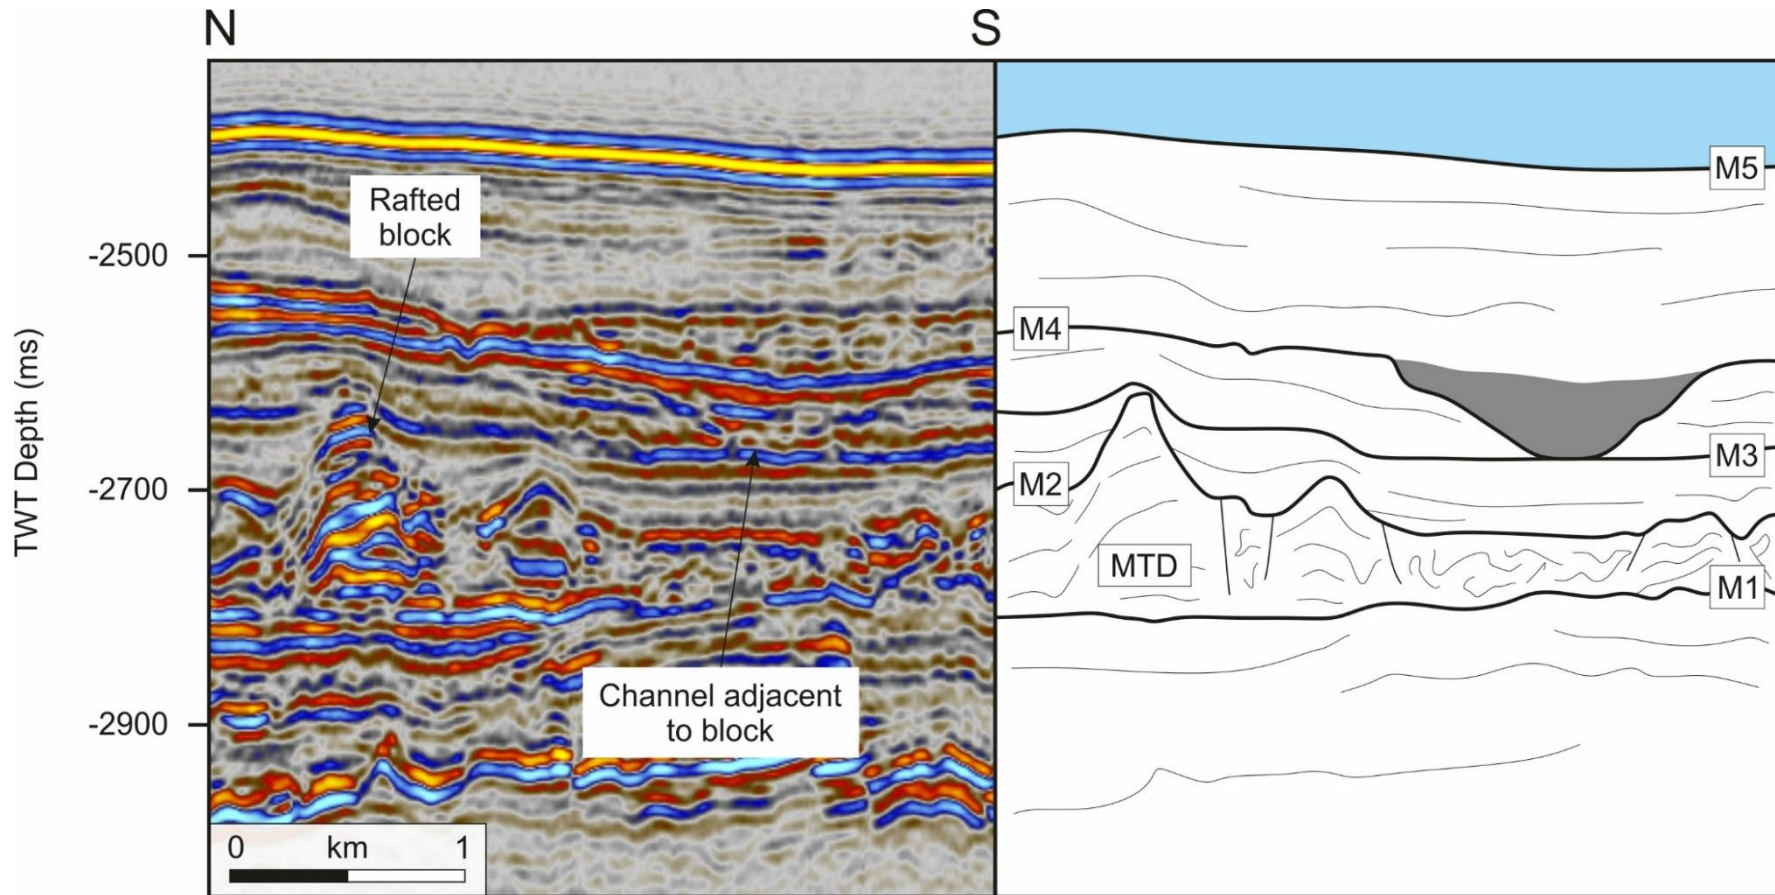 N
S
Rafted
block
-2500
M5
M4
M3
M2
-2700
TWT Depth (ms)
MTD
M1
Channel adjacent
to block
-2900
0 km 1